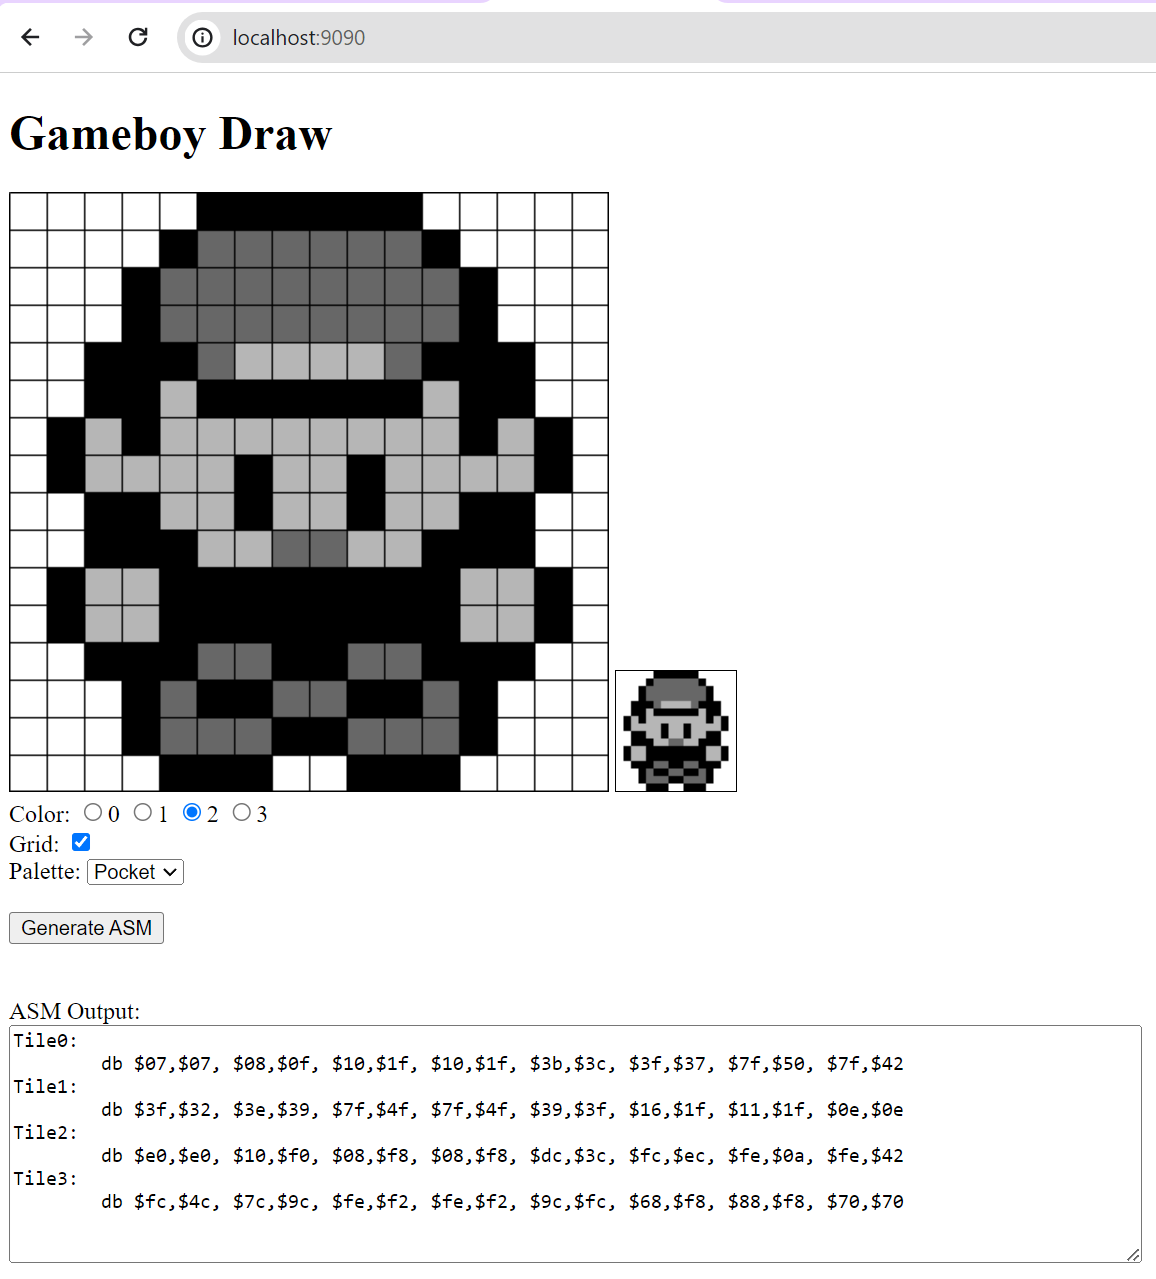 localhost:9090
Gameboy Draw
Color: 0 1 2 3
Grid:
Palette: Pocket
Generate ASM
ASM Output:
Tile0:
db $07,$07, $08,$0f, $10,$1f, $10,$1f, $3b,$3c, $3f,$37, $7f,$50, $7f,$42
Tile1:
db $3f,$32, $3e,$39, $7f,$4f, $7f,$4f, $39,$3f, $16,$1f, $11,$1f, $0e,$0e
Tile2:
db $e0,$e0, $10,$f0, $08,$f8, $08,$f8, $dc,$3c, $fc,$ec, $fe,$0a, $fe,$42
Tile3:
db $fc,$4c, $7c,$9c, $fe,$f2, $fe,$f2, $9c,$fc, $68,$f8, $88,$f8, $70,$70